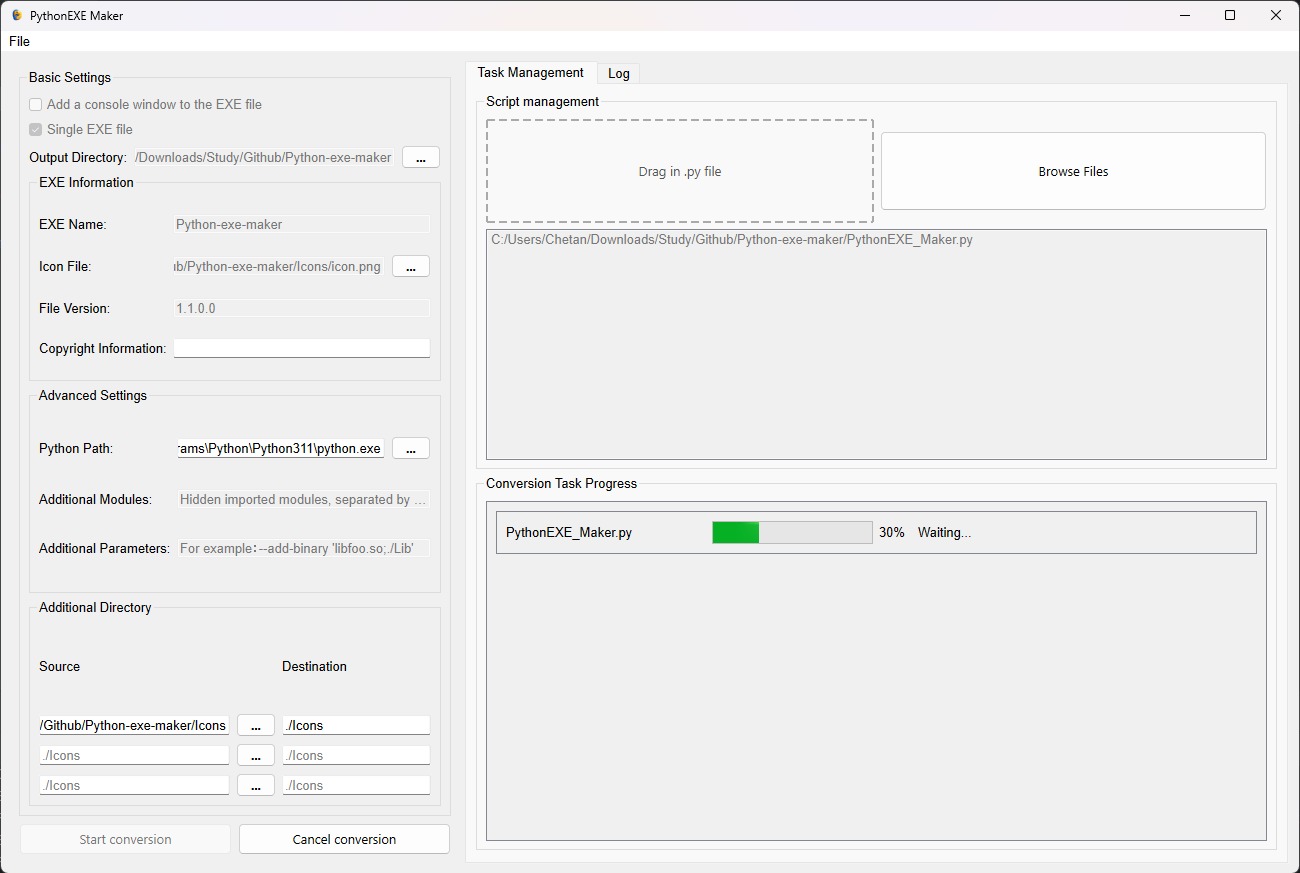 PythonEXE Maker
File
Basic Settings
Add a console window to the EXE file
Single EXE file
Output Directory: /Downloads/Study/Github/Python-exe-maker ...
EXE Information
EXE Name: Python-exe-maker
Icon File: ıb/Python-exe-maker/Icons/icon.png ...
File Version: 1.1.0.0
Copyright Information:
Advanced Settings
Python Path: rams\Python\Python311\python.exe ...
Additional Modules: Hidden imported modules, separated by ...
Additional Parameters: For example：--add-binary 'libfoo.so;./Lib'
Additional Directory
Source Destination
/Github/Python-exe-maker/Icons ... ./Icons
./Icons ... ./Icons
./Icons ... ./Icons
Start conversion Cancel conversion
Task Management Log
Script management
Drag in .py file Browse Files
C:/Users/Chetan/Downloads/Study/Github/Python-exe-maker/PythonEXE_Maker.py
Conversion Task Progress
PythonEXE_Maker.py 30% Waiting...